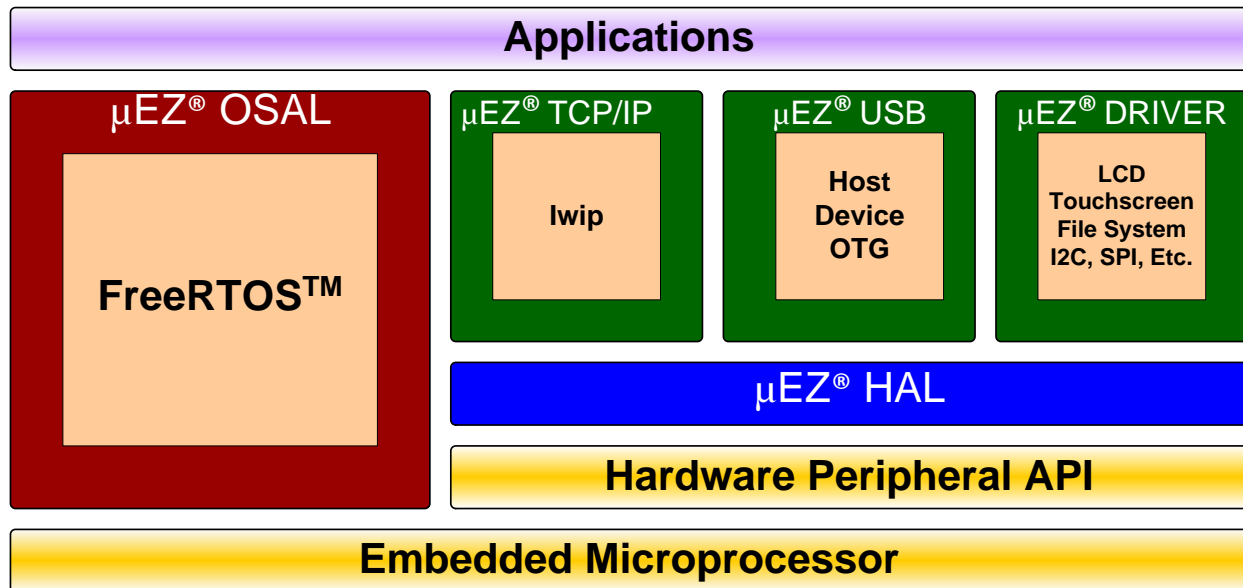 Applications
µEZ® OSAL
FreeRTOS™
µEZ® TCP/IP
lwip
µEZ® USB
Host
Device
OTG
µEZ® DRIVER
LCD
Touchscreen
File System
I2C, SPI, Etc.
µEZ® HAL
Hardware Peripheral API
Embedded Microprocessor